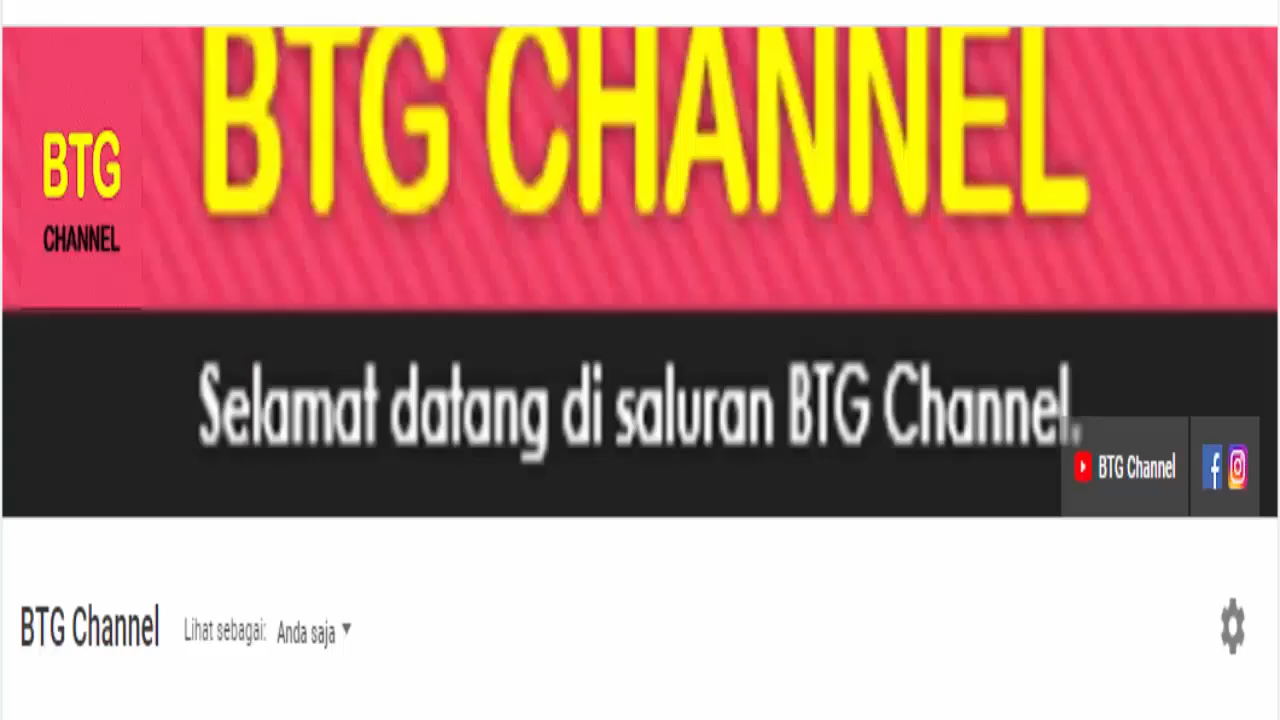 BTG CHANNEL
BTG
CHANNEL
Selamat datang di saluran BTG Channel.
BTG Channel
BTG Channel Lihat sebagai: Anda saja